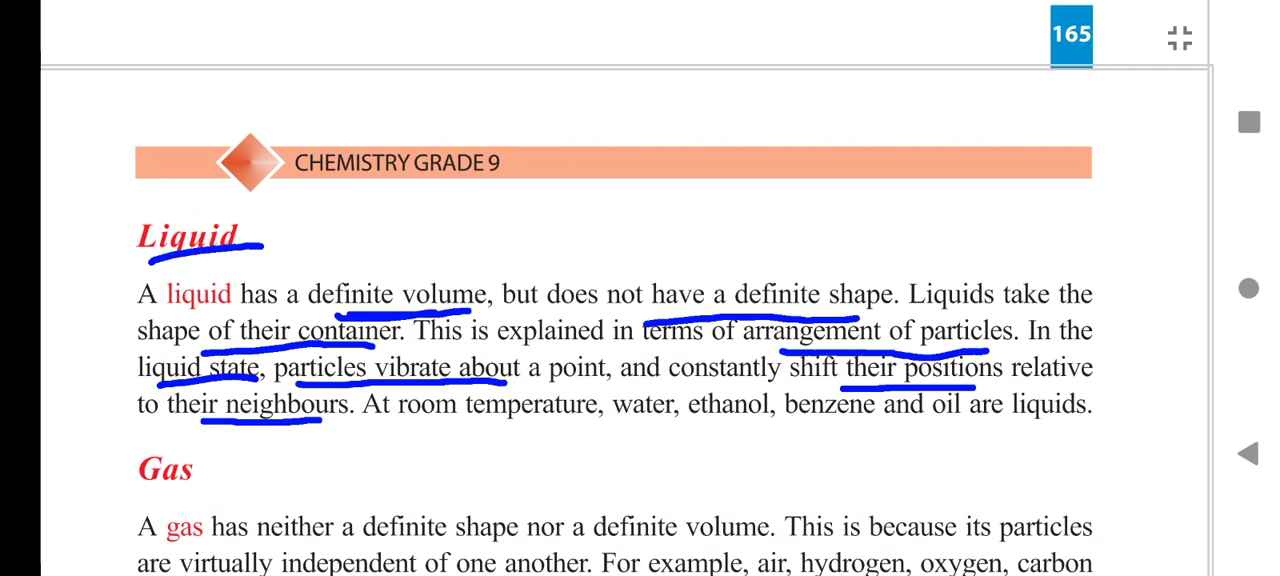 165
CHEMISTRY GRADE 9
Liquid
A liquid has a definite volume, but does not have a definite shape. Liquids take the
shape of their container. This is explained in terms of arrangement of particles. In the
liquid state, particles vibrate about a point, and constantly shift their positions relative
to their neighbours. At room temperature, water, ethanol, benzene and oil are liquids.
Gas
A gas has neither a definite shape nor a definite volume. This is because its particles
are virtually independent of one another. For example, air, hydrogen, oxygen, carbon